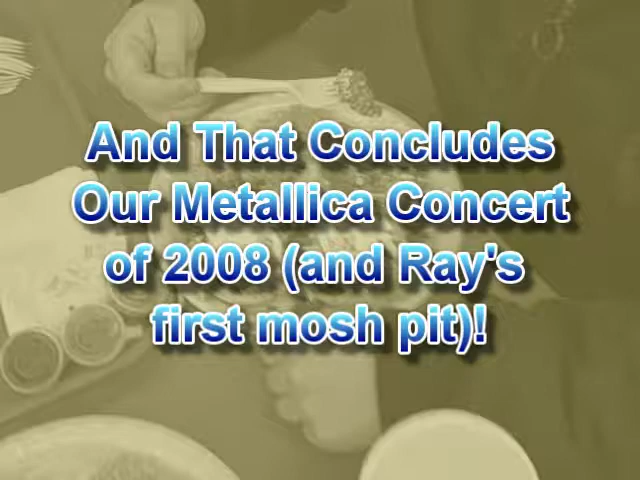 And That Concludes
Our Metallica Concert
of 2008 (and Ray's
first mosh pit)!